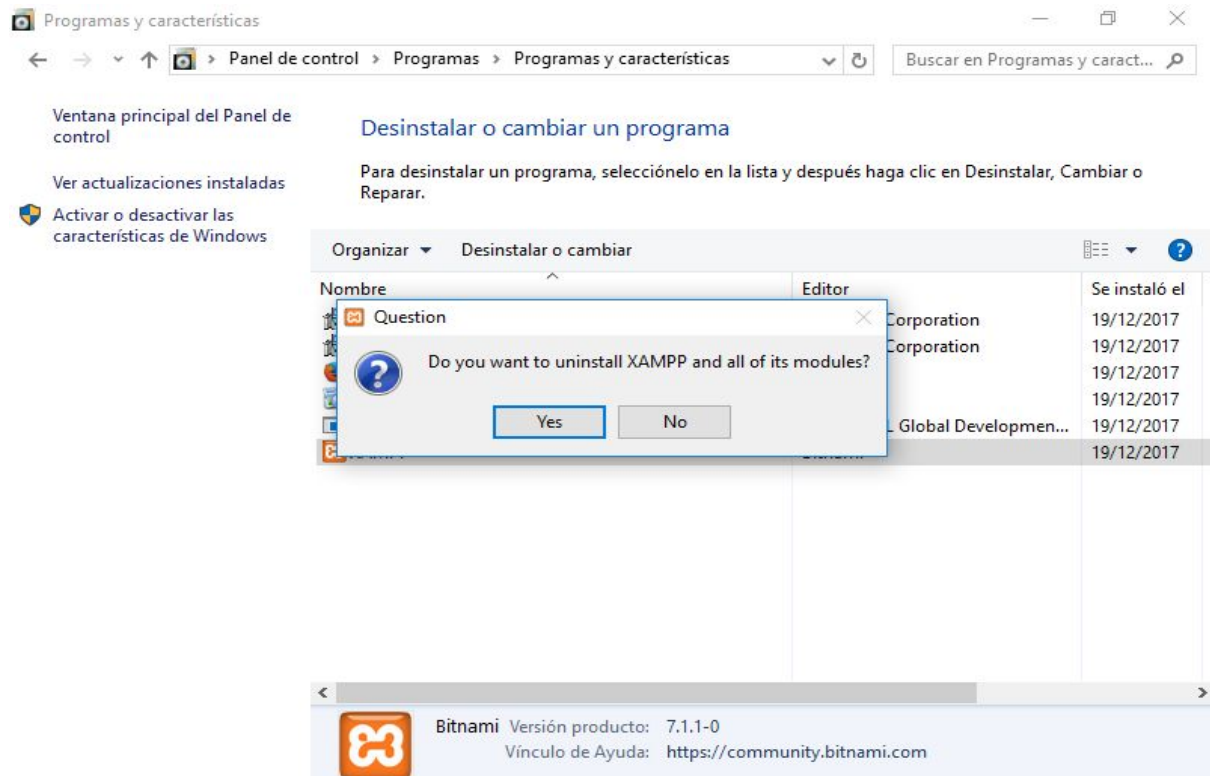 Programas y características
Panel de control > Programas > Programas y características
Buscar en Programas y caract...
Ventana principal del Panel de
control
Ver actualizaciones instaladas
Activar o desactivar las
características de Windows
Desinstalar o cambiar un programa
Para desinstalar un programa, selecciónelo en la lista y después haga clic en Desinstalar, Cambiar o
Reparar.
Organizar Desinstalar o cambiar
Nombre Editor Se instaló el
Question
Do you want to uninstall XAMPP and all of its modules?
Yes No
Corporation 19/12/2017
Corporation 19/12/2017
19/12/2017
19/12/2017
L Global Developmen... 19/12/2017
19/12/2017
Bitnami Versión producto: 7.1.1-0
Vínculo de Ayuda: https://community.bitnami.com